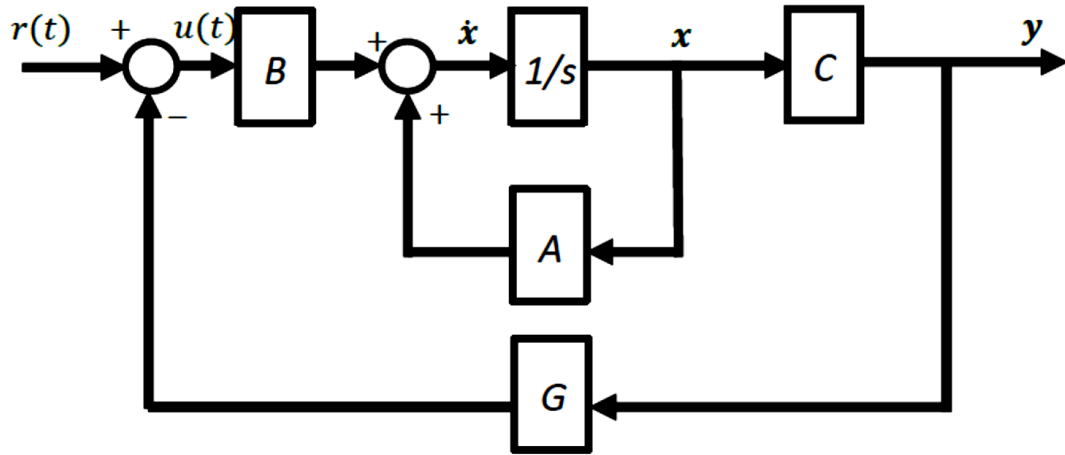 r(t) + u(t) B + ẋ 1/s x C y
− +
A
G